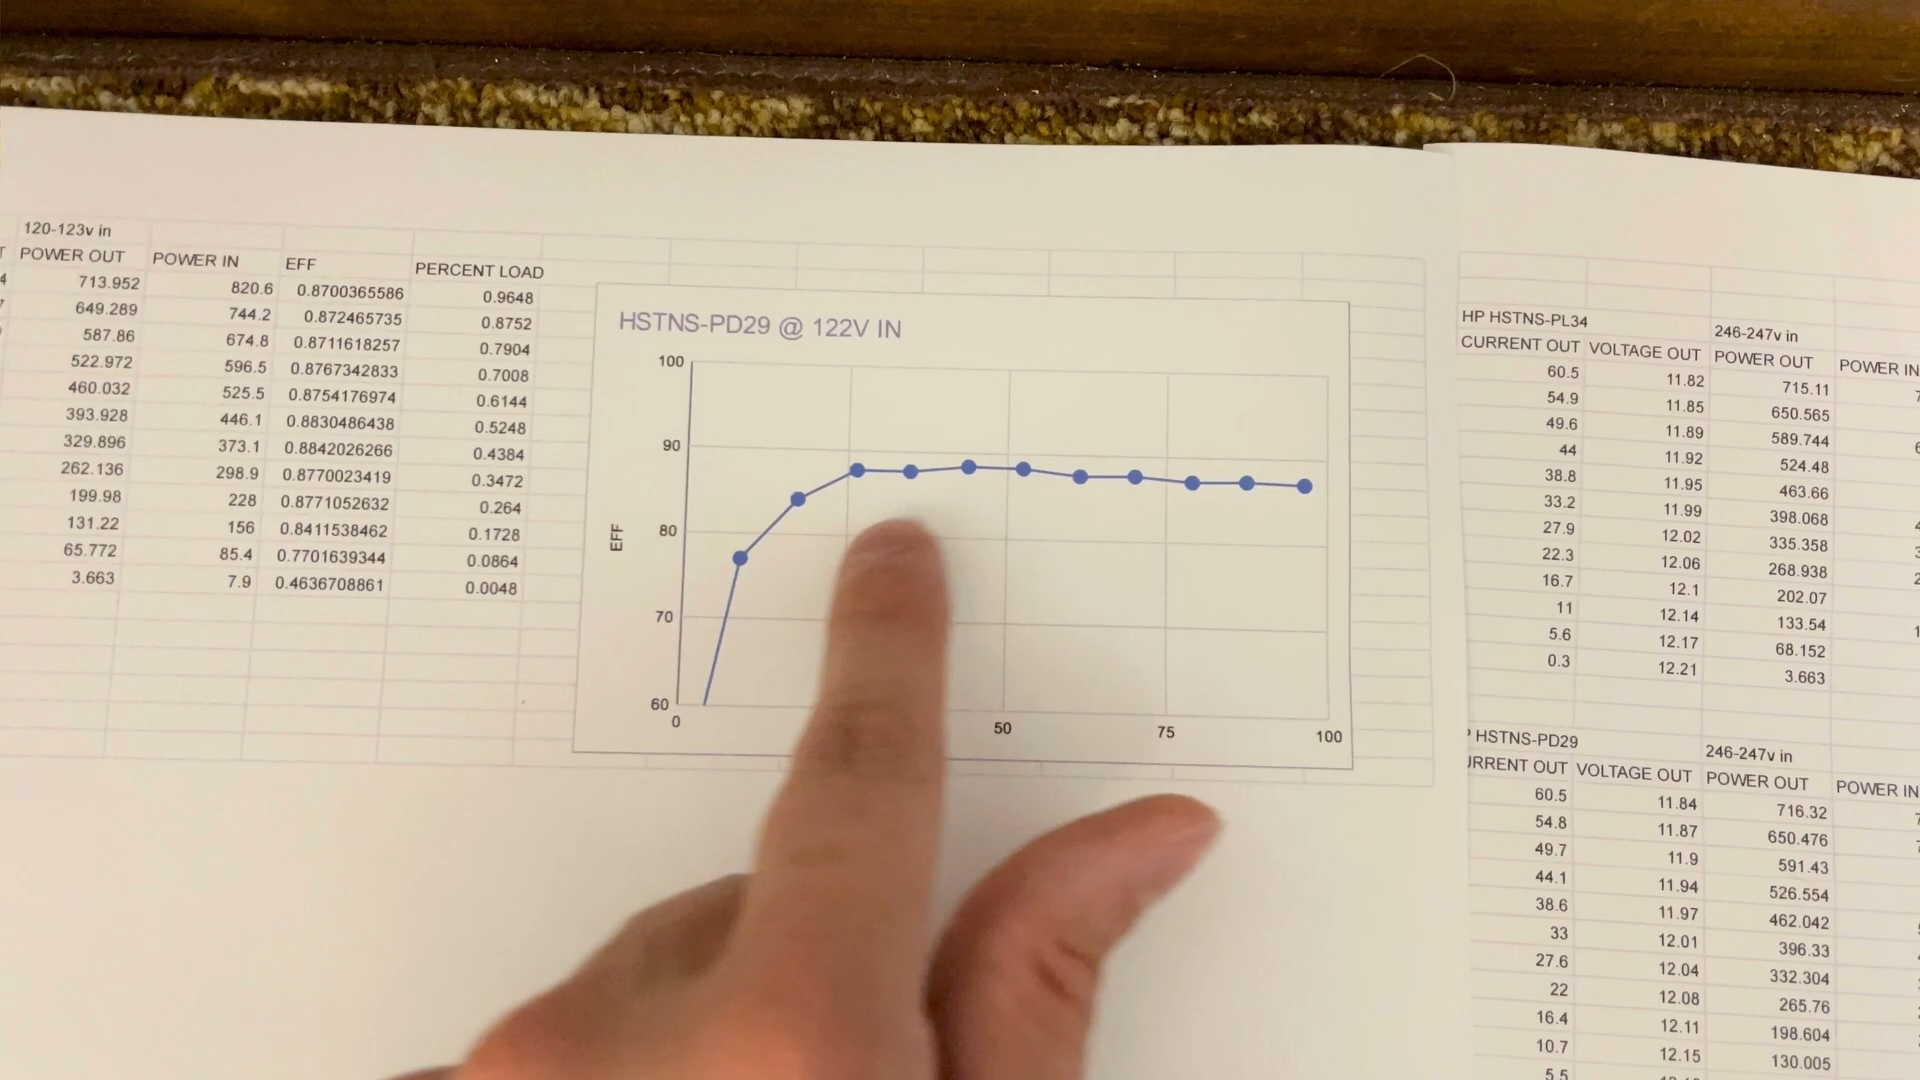 120-123v in
POWER OUT POWER IN EFF PERCENT LOAD
713.952 820.6 0.8700365586 0.9648
649.289 744.2 0.872465735 0.8752
587.86 674.8 0.8711618257 0.7904
522.972 596.5 0.8767342833 0.7008
460.032 525.5 0.8754176974 0.6144
393.928 446.1 0.8830486438 0.5248
329.896 373.1 0.8842026266 0.4384
262.136 298.9 0.8770023419 0.3472
199.98 228 0.8771052632 0.264
131.22 156 0.8411538462 0.1728
65.772 85.4 0.7701639344 0.0864
3.663 7.9 0.4636708861 0.0048
HSTNS-PD29 @ 122V IN
100
90
80
70
60
EFF
0 50 75 100
HP HSTNS-PL34 246-247v in
CURRENT OUT VOLTAGE OUT POWER OUT POWER IN
60.5 11.82 715.11
54.9 11.85 650.565
49.6 11.89 589.744
44 11.92 524.48
38.8 11.95 463.66
33.2 11.99 398.068
27.9 12.02 335.358
22.3 12.06 268.938
16.7 12.1 202.07
11 12.14 133.54
5.6 12.17 68.152
0.3 12.21 3.663
HSTNS-PD29 246-247v in
URRENT OUT VOLTAGE OUT POWER OUT POWER IN
60.5 11.84 716.32
54.8 11.87 650.476
49.7 11.9 591.43
44.1 11.94 526.554
38.6 11.97 462.042
33 12.01 396.33
27.6 12.04 332.304
22 12.08 265.76
16.4 12.11 198.604
10.7 12.15 130.005
5.5